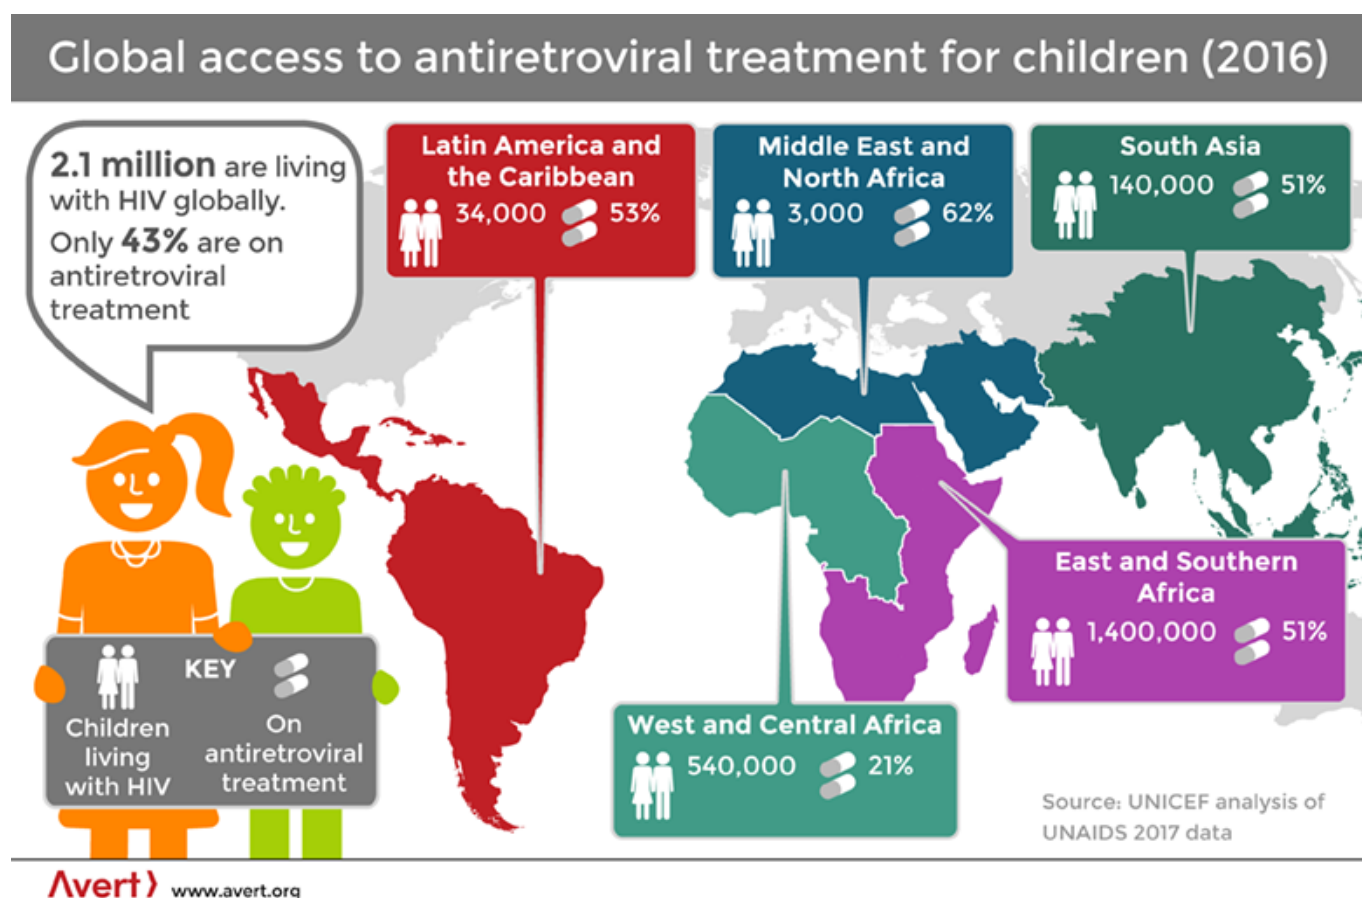 Global access to antiretroviral treatment for children (2016)
2.1 million are living
with HIV globally.
Only 43% are on
antiretroviral
treatment
Latin America and
the Caribbean
34,000 53%
Middle East and
North Africa
3,000 62%
South Asia
140,000 51%
East and Southern
Africa
1,400,000 51%
West and Central Africa
540,000 21%
KEY
Children
living
with HIV
On
antiretroviral
treatment
Source: UNICEF analysis of
UNAIDS 2017 data
Avert www.avert.org